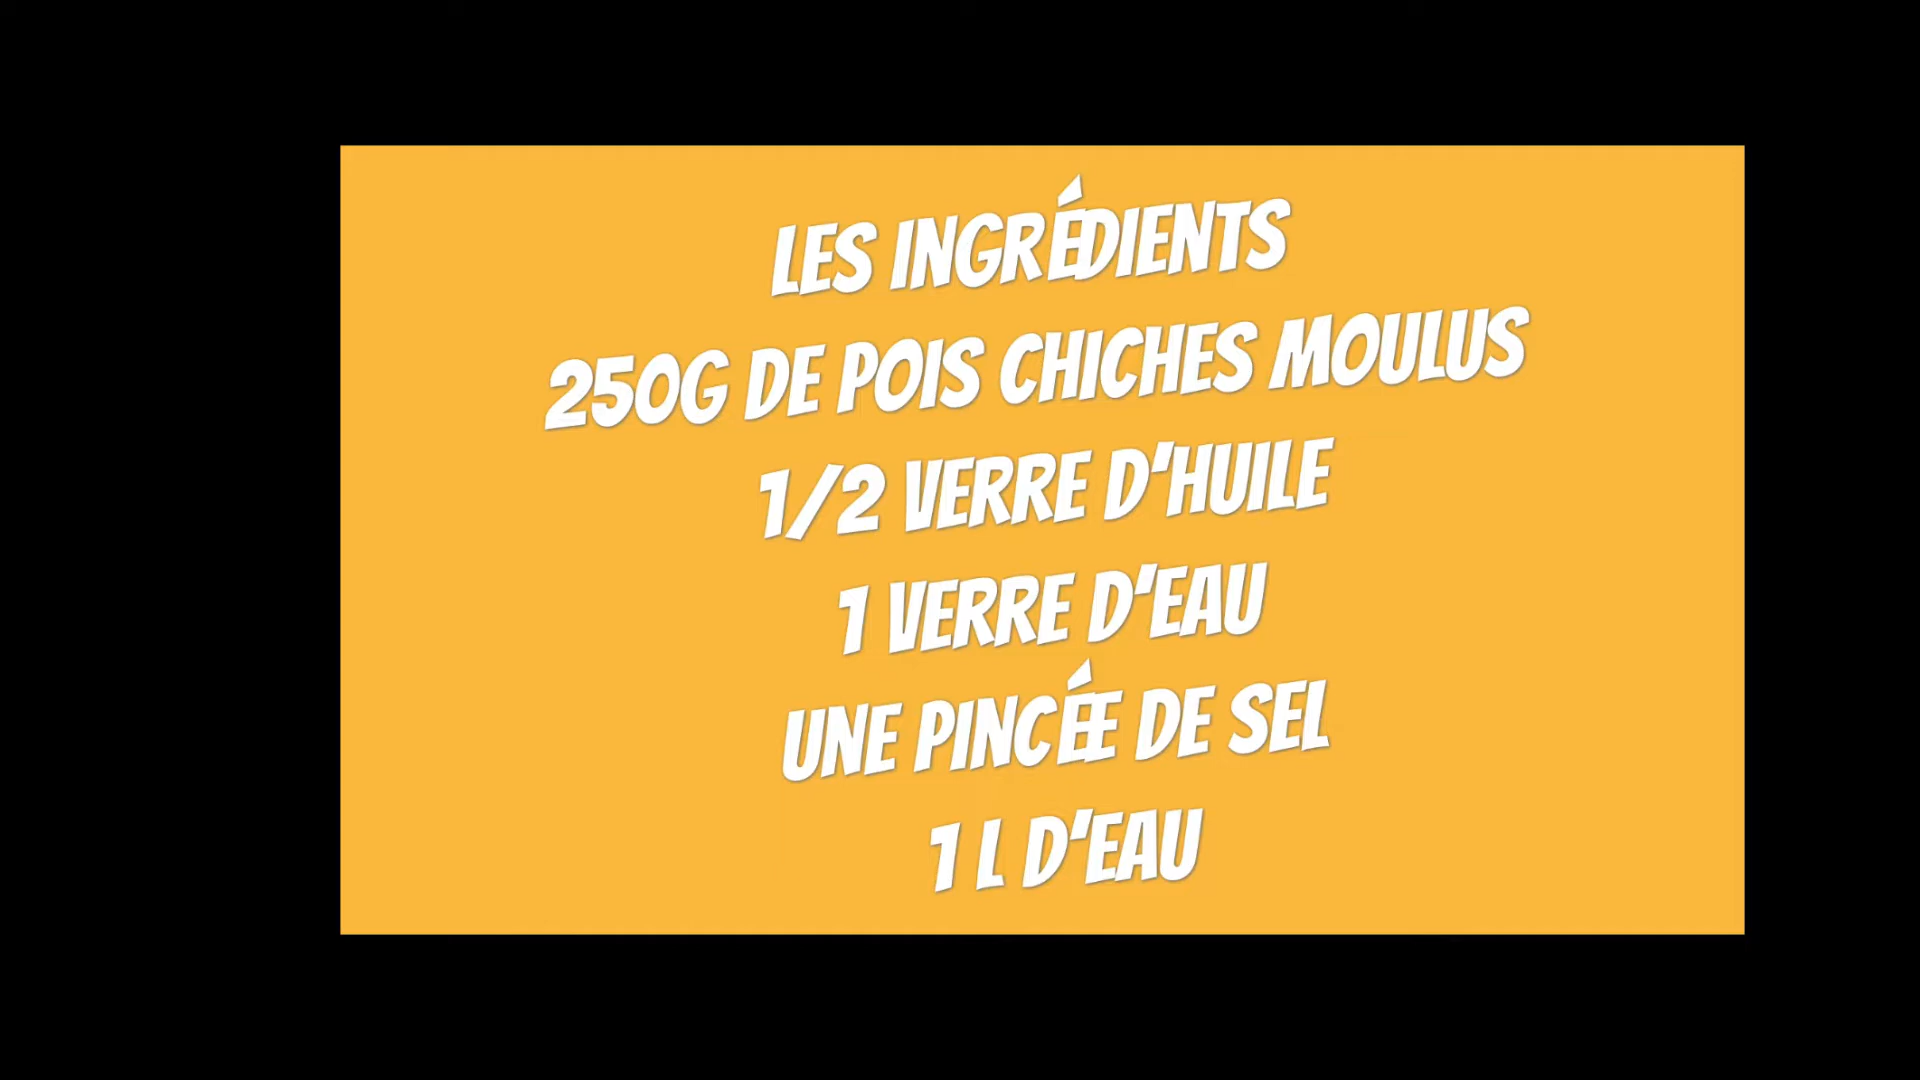 LES INGRÉDIENTS
250G DE POIS CHICHES MOULUS
1/2 VERRE D'HUILE
1 VERRE D'EAU
UNE PINCÉE DE SEL
1 L D'EAU